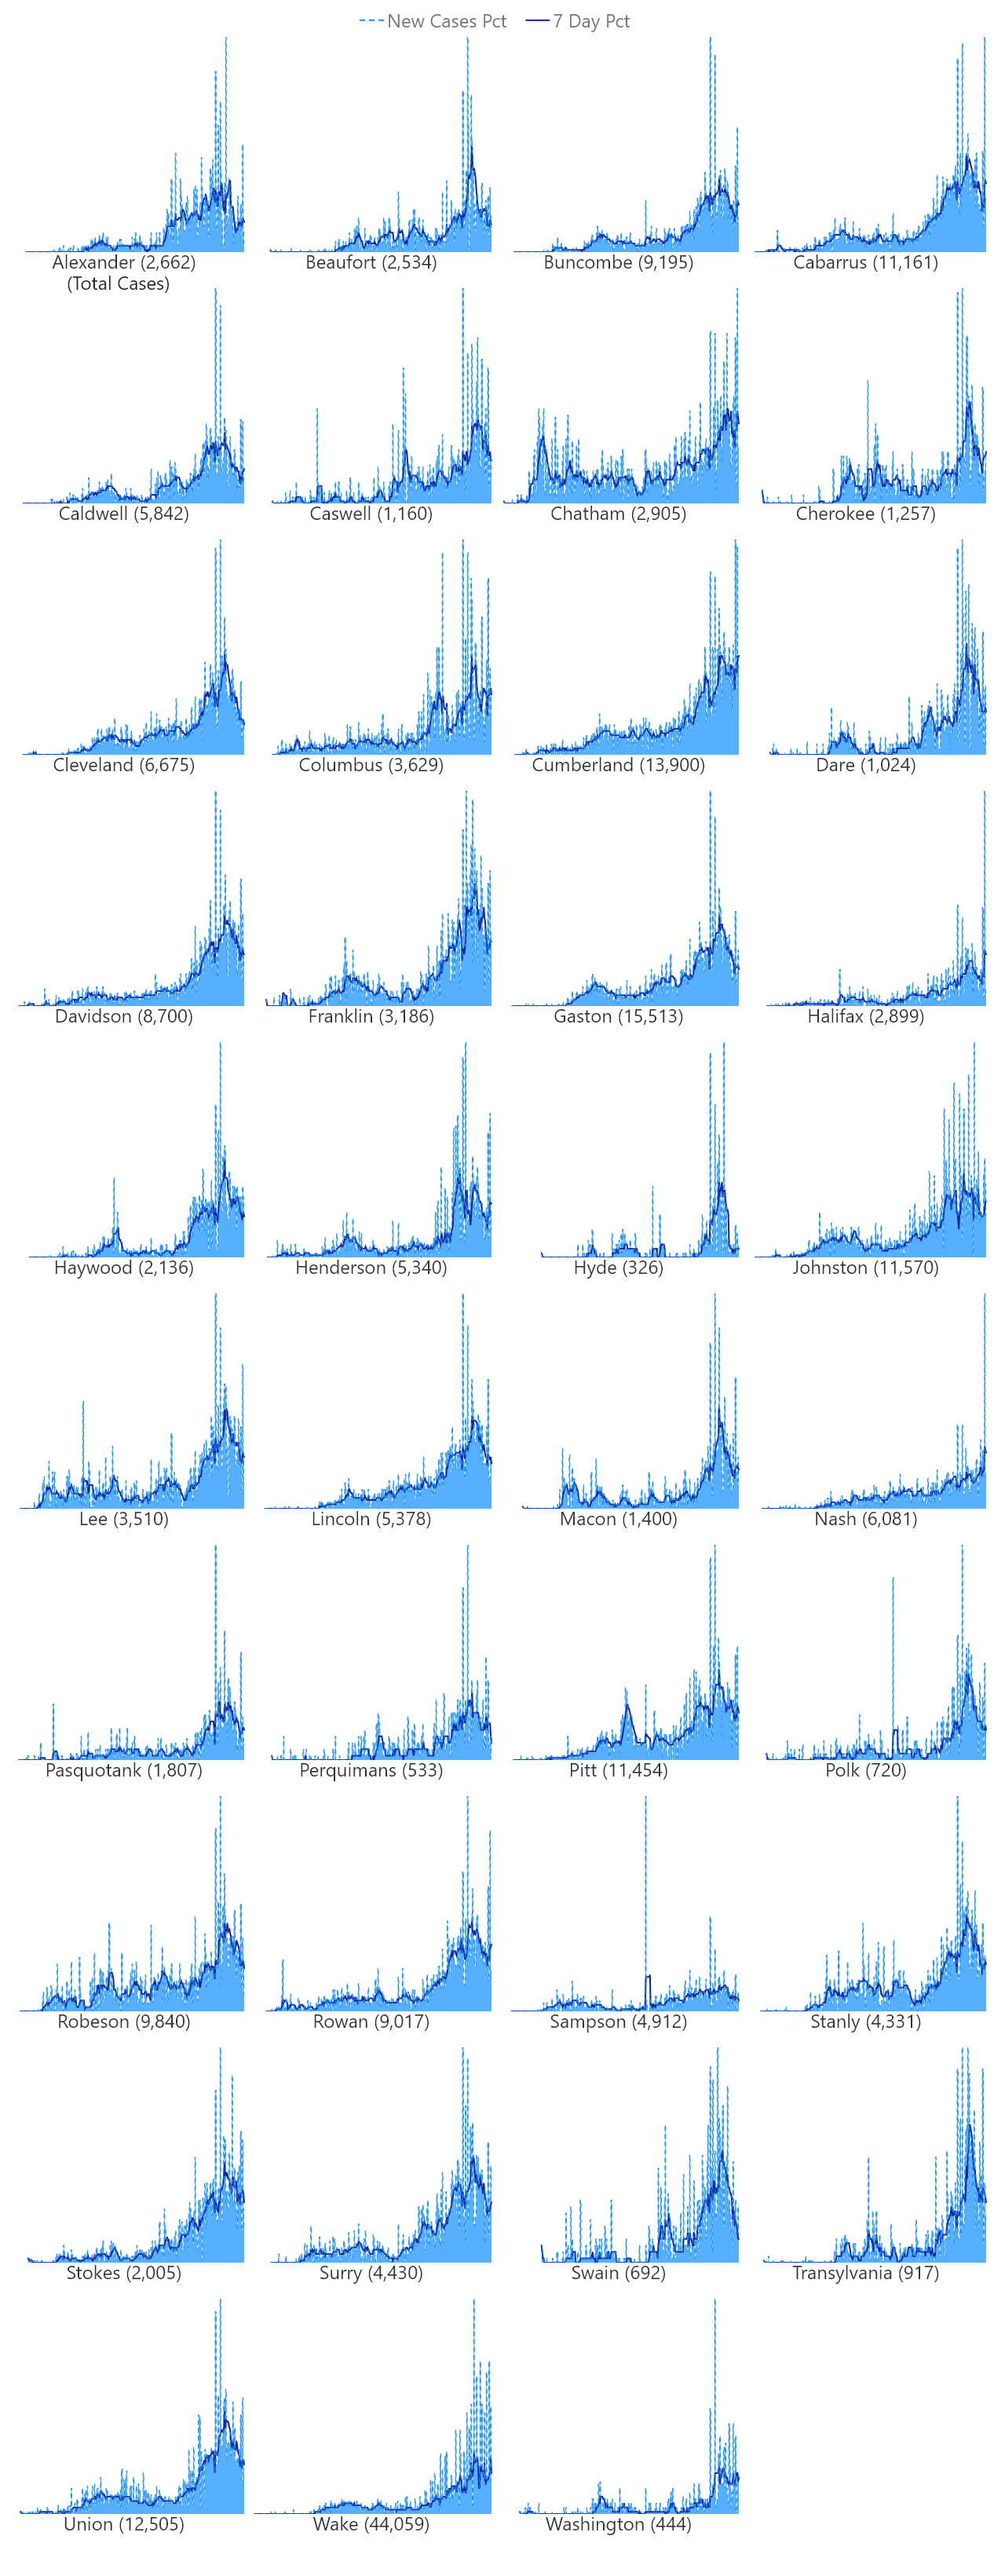 New Cases Pct 7 Day Pct
Alexander (2,662) Beaufort (2,534) Buncombe (9,195) Cabarrus (11,161)
(Total Cases)
Caldwell (5,842) Caswell (1,160) Chatham (2,905) Cherokee (1,257)
Cleveland (6,675) Columbus (3,629) Cumberland (13,900) Dare (1,024)
Davidson (8,700) Franklin (3,186) Gaston (15,513) Halifax (2,899)
Haywood (2,136) Henderson (5,340) Hyde (326) Johnston (11,570)
Lee (3,510) Lincoln (5,378) Macon (1,400) Nash (6,081)
Pasquotank (1,807) Perquimans (533) Pitt (11,454) Polk (720)
Robeson (9,840) Rowan (9,017) Sampson (4,912) Stanly (4,331)
Stokes (2,005) Surry (4,430) Swain (692) Transylvania (917)
Union (12,505) Wake (44,059) Washington (444)